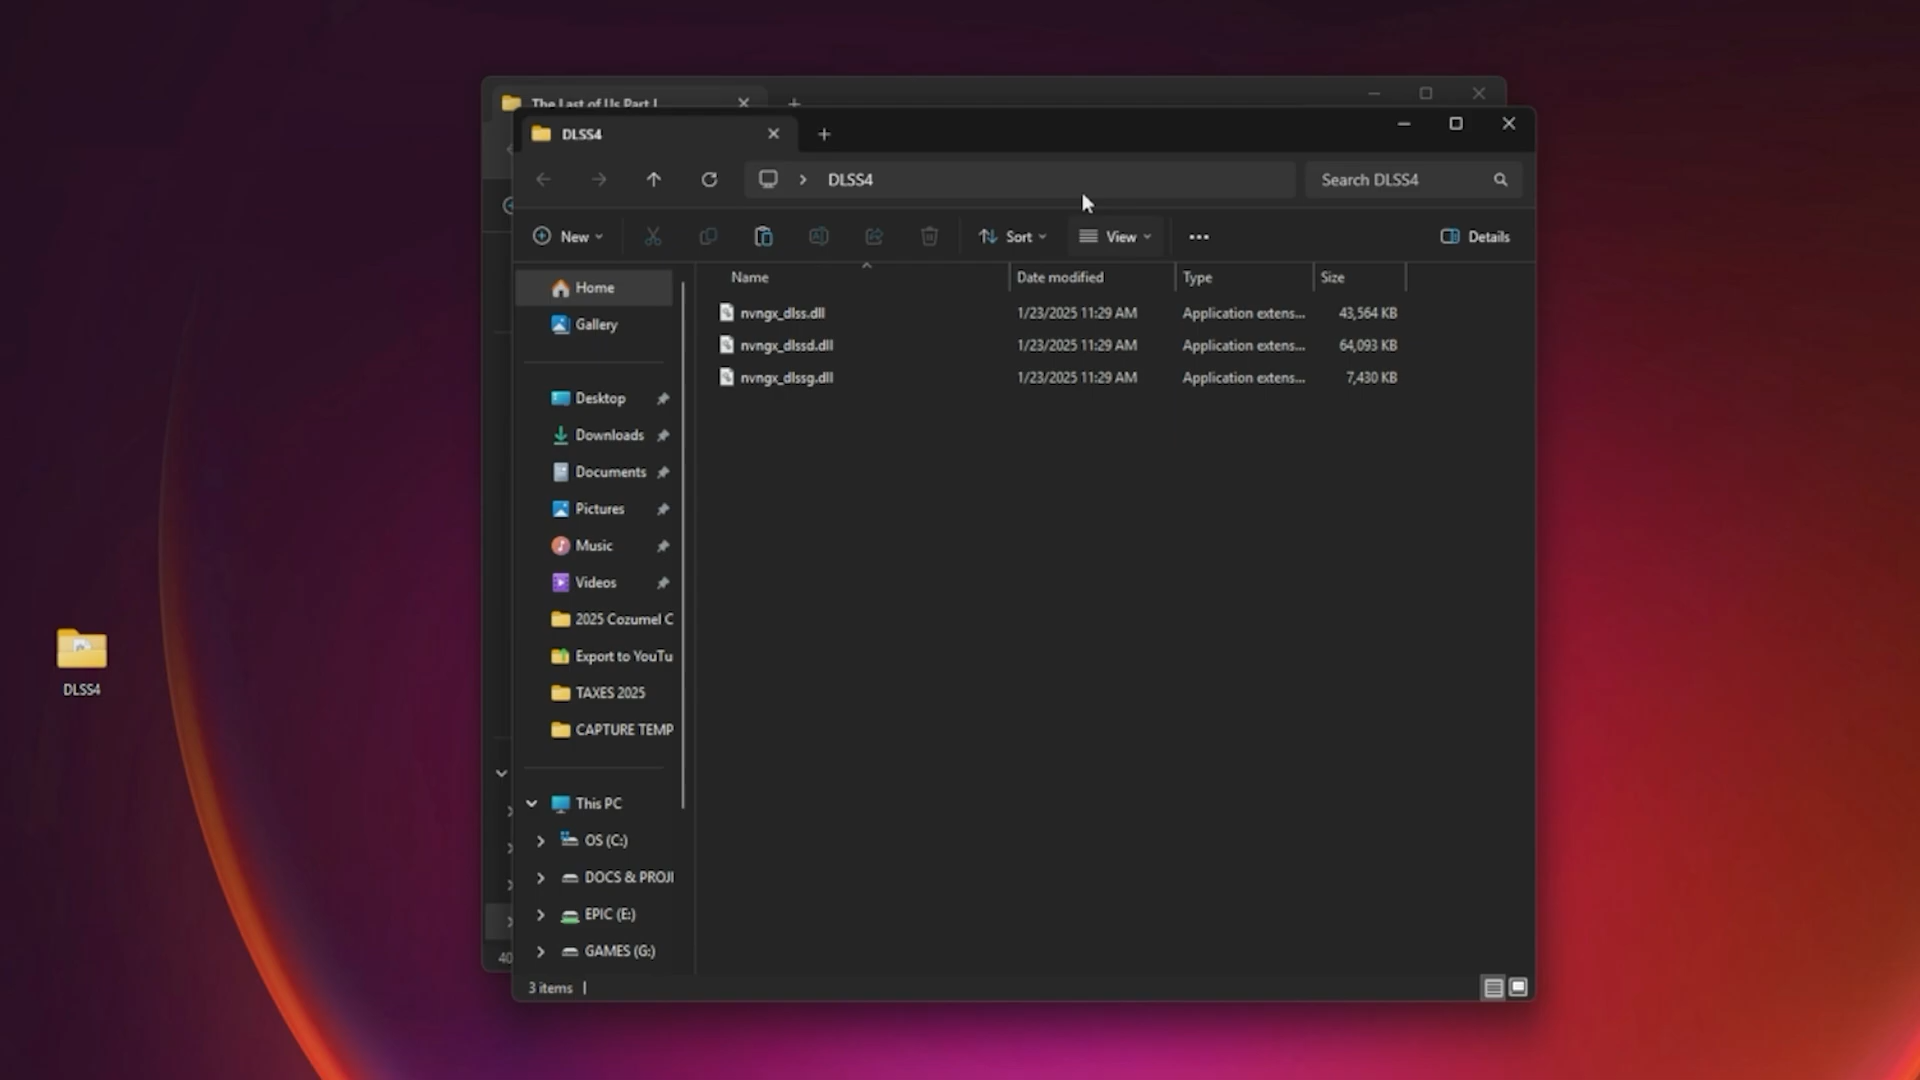 The Last of Us Part I
DLSS4
DLSS4
Search DLSS4
New
Sort
View
Details
Name
Date modified
Type
Size
Home
Gallery
nvngx_dlss.dll
1/23/2025 11:29 AM
Application extens...
43,564 KB
nvngx_dlssd.dll
1/23/2025 11:29 AM
Application extens...
64,093 KB
nvngx_dlssg.dll
1/23/2025 11:29 AM
Application extens...
7,430 KB
Desktop
Downloads
Documents
Pictures
Music
Videos
2025 Cozumel C
Export to YouTu
TAXES 2025
CAPTURE TEMP
This PC
OS (C:)
DOCS & PROJ
EPIC (E:)
GAMES (G:)
40
3 items
DLSS4